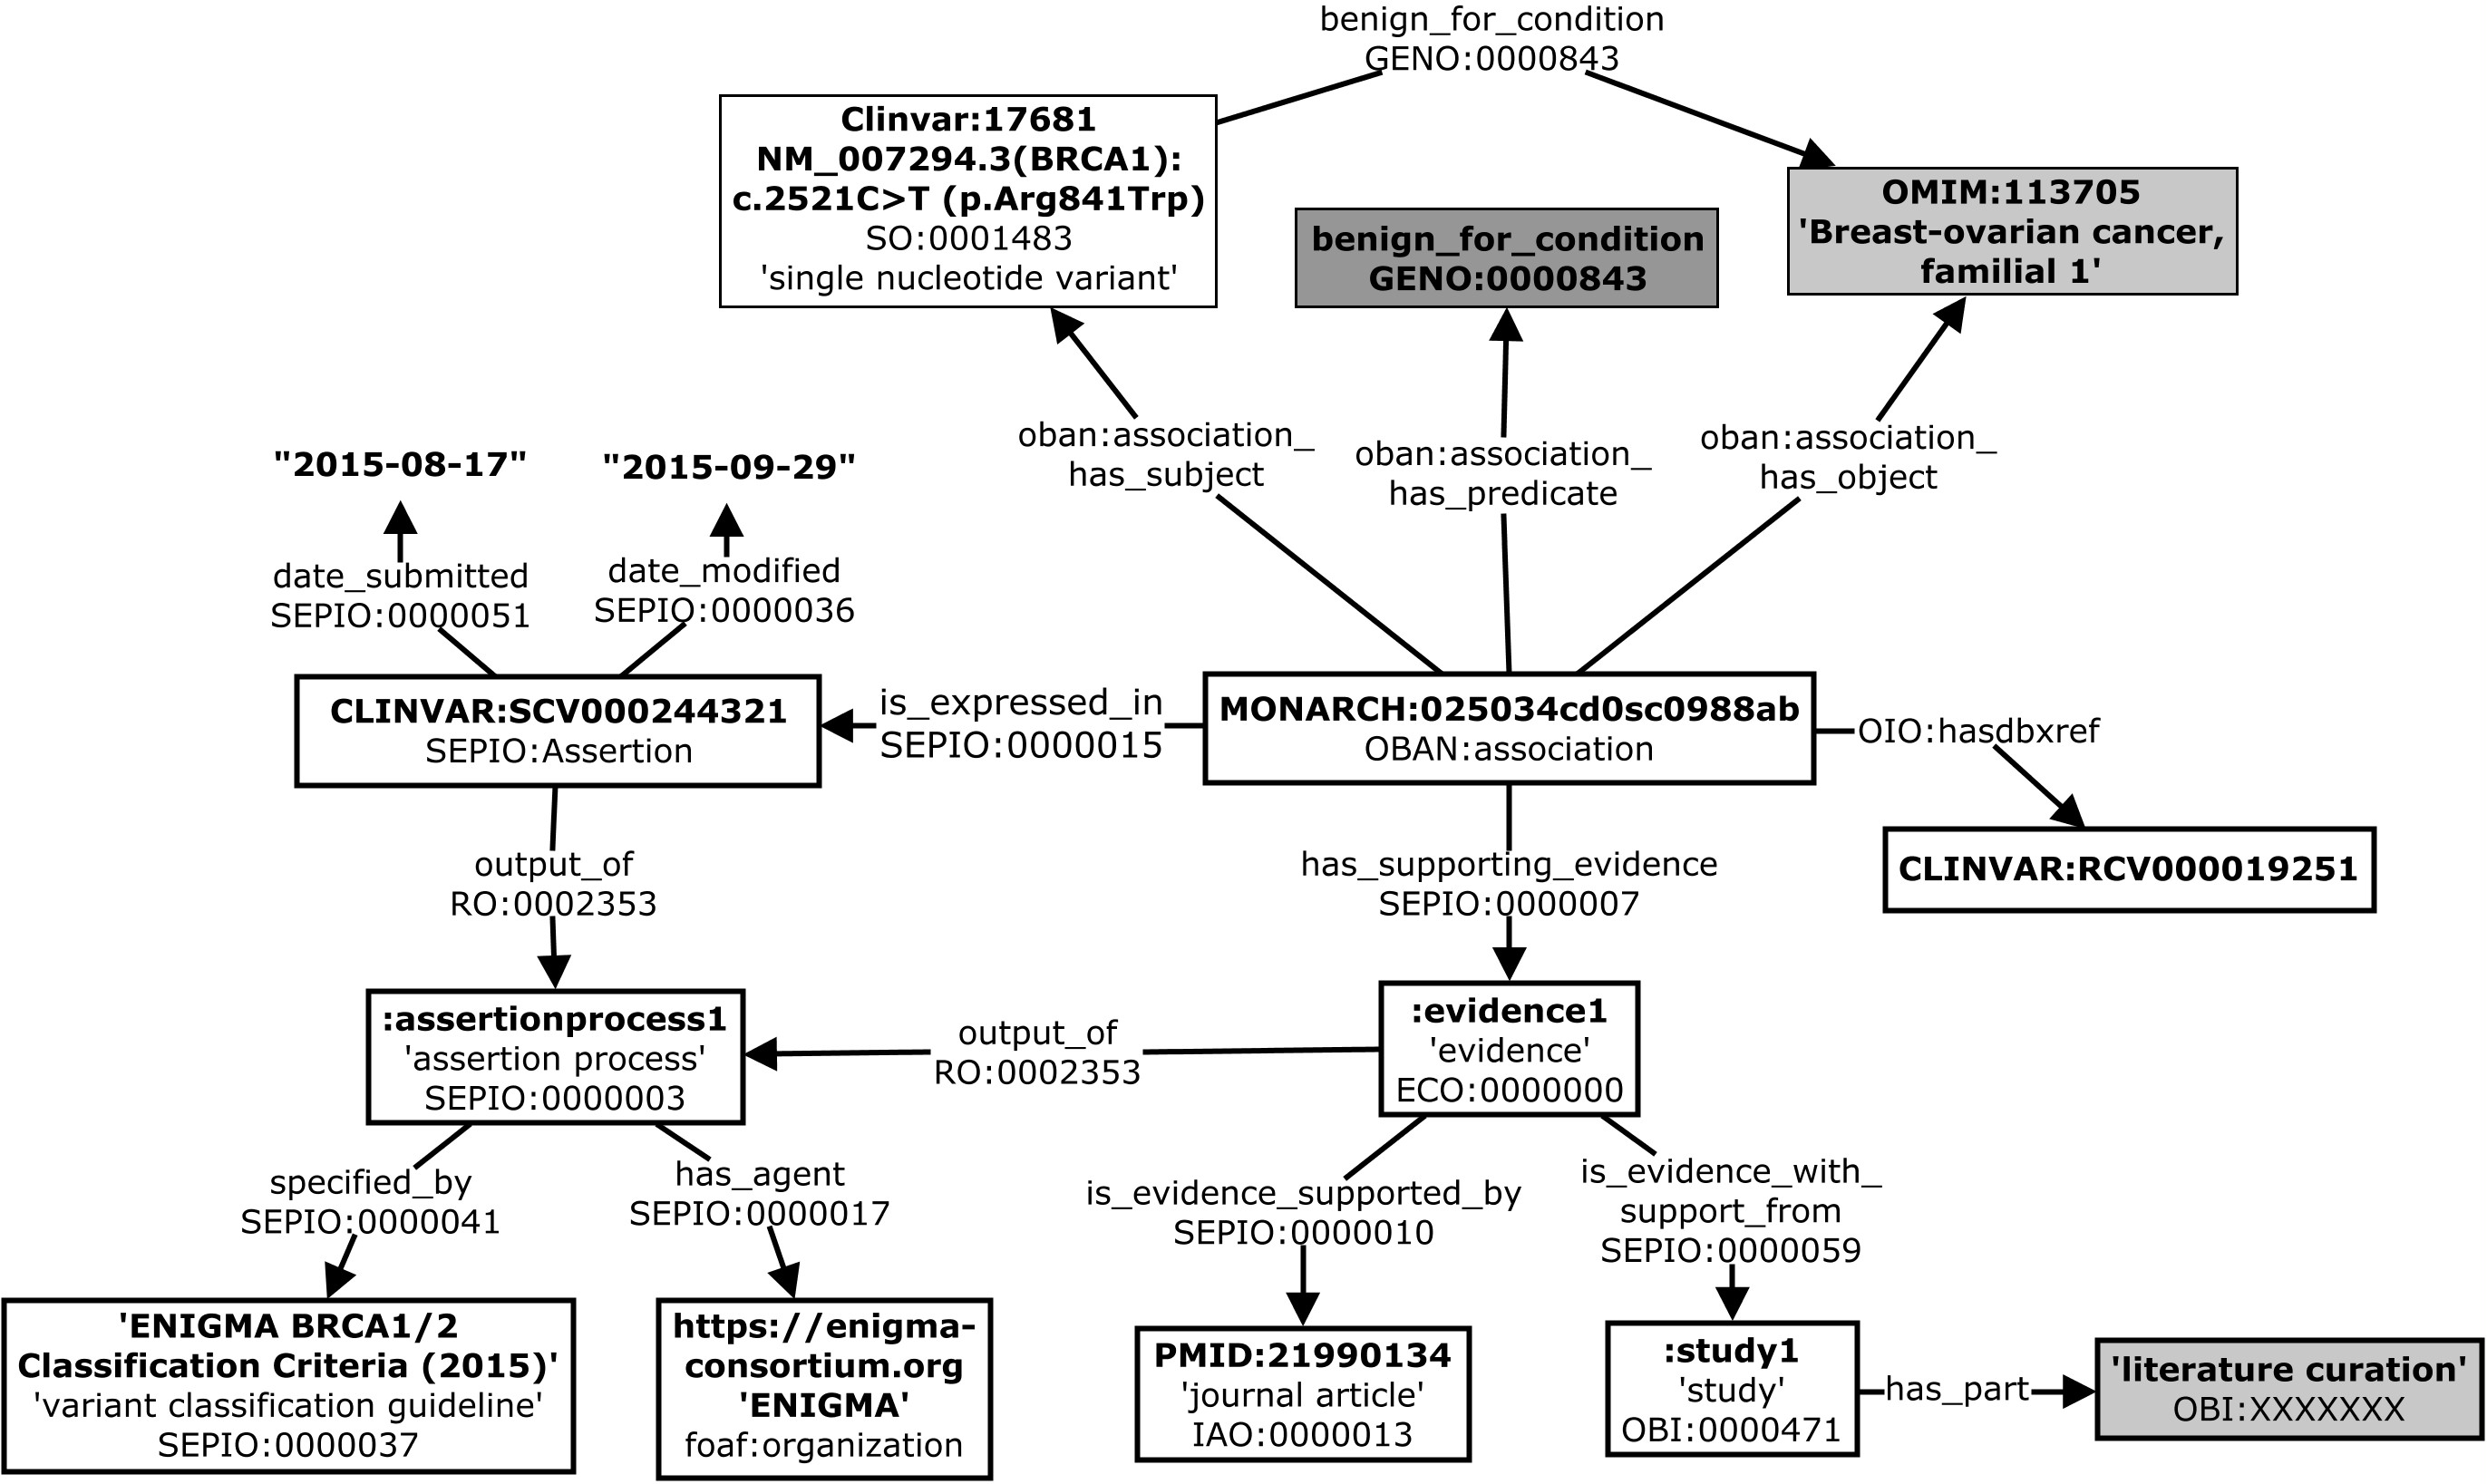 benign_for_condition
GENO:0000843
Clinvar:17681
NM_007294.3(BRCA1):
c.2521C>T (p.Arg841Trp)
SO:0001483
'single nucleotide variant'
benign_for_condition
GENO:0000843
OMIM:113705
'Breast-ovarian cancer,
familial 1'
oban:association_
has_subject
oban:association_
has_predicate
oban:association_
has_object
"2015-08-17"
"2015-09-29"
date_submitted
SEPIO:0000051
date_modified
SEPIO:0000036
CLINVAR:SCV000244321
SEPIO:Assertion
is_expressed_in
SEPIO:0000015
MONARCH:025034cd0sc0988ab
OBAN:association
OIO:hasdbxref
CLINVAR:RCV000019251
output_of
RO:0002353
has_supporting_evidence
SEPIO:0000007
:assertionprocess1
'assertion process'
SEPIO:0000003
output_of
RO:0002353
:evidence1
'evidence'
ECO:0000000
specified_by
SEPIO:0000041
has_agent
SEPIO:0000017
is_evidence_supported_by
SEPIO:0000010
is_evidence_with_
support_from
SEPIO:0000059
'ENIGMA BRCA1/2
Classification Criteria (2015)'
'variant classification guideline'
SEPIO:0000037
https://enigma-
consortium.org
'ENIGMA'
foaf:organization
PMID:21990134
'journal article'
IAO:0000013
:study1
'study'
OBI:0000471
has_part
'literature curation'
OBI:XXXXXXX